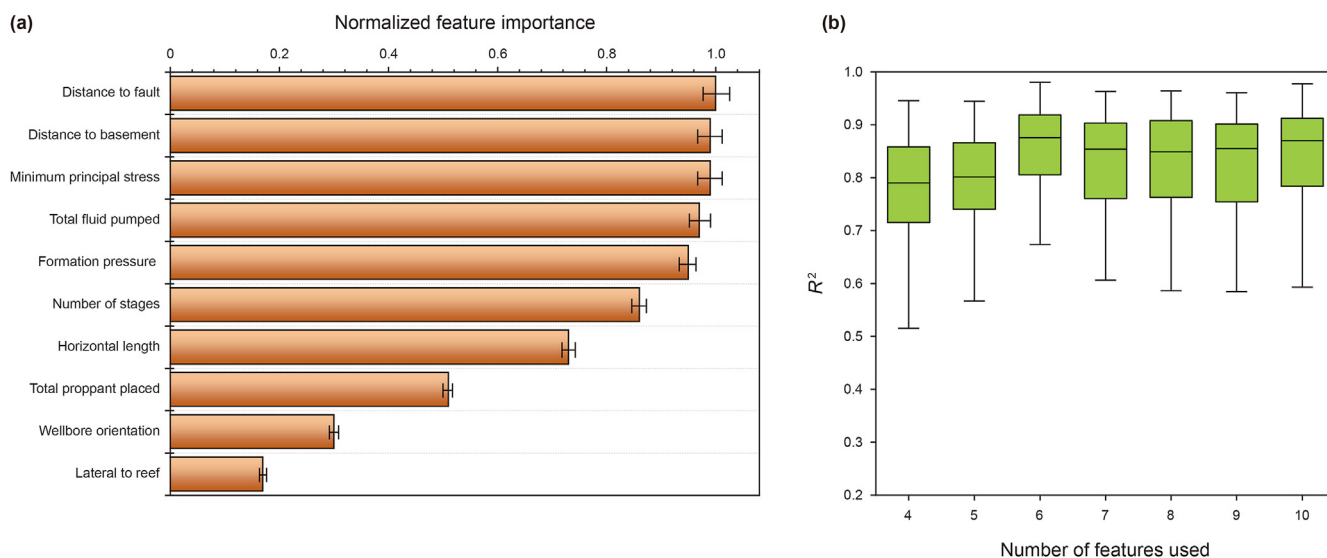 (a)
Normalized feature importance
0 0.2 0.4 0.6 0.8 1.0
Distance to fault
Distance to basement
Minimum principal stress
Total fluid pumped
Formation pressure
Number of stages
Horizontal length
Total proppant placed
Wellbore orientation
Lateral to reef
(b)
1.0
0.9
0.8
0.7
0.6
0.5
0.4
0.3
0.2
R²
4 5 6 7 8 9 10
Number of features used